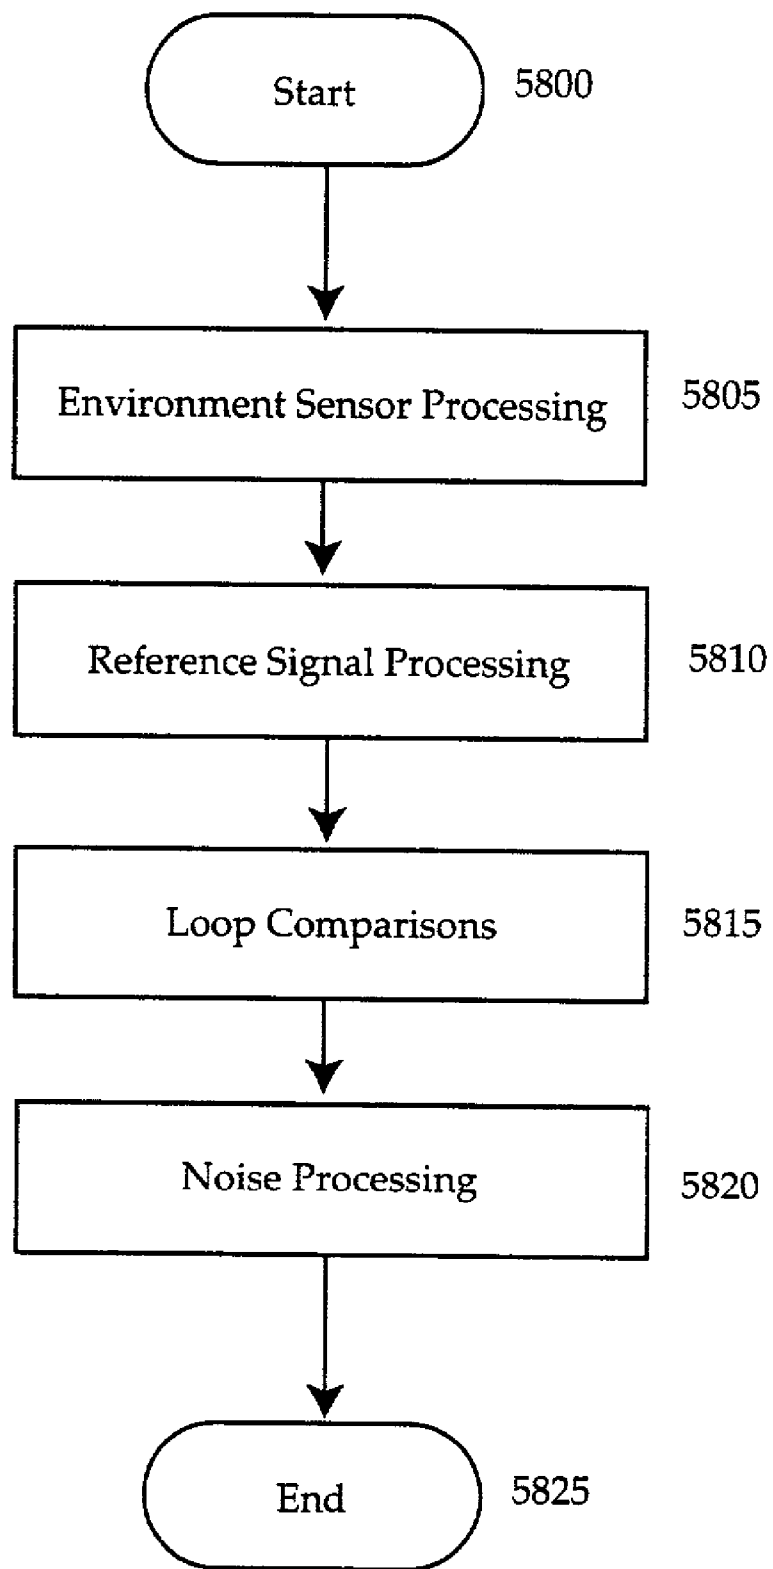 Start 5800
Environment Sensor Processing 5805
Reference Signal Processing 5810
Loop Comparisons 5815
Noise Processing 5820
End 5825